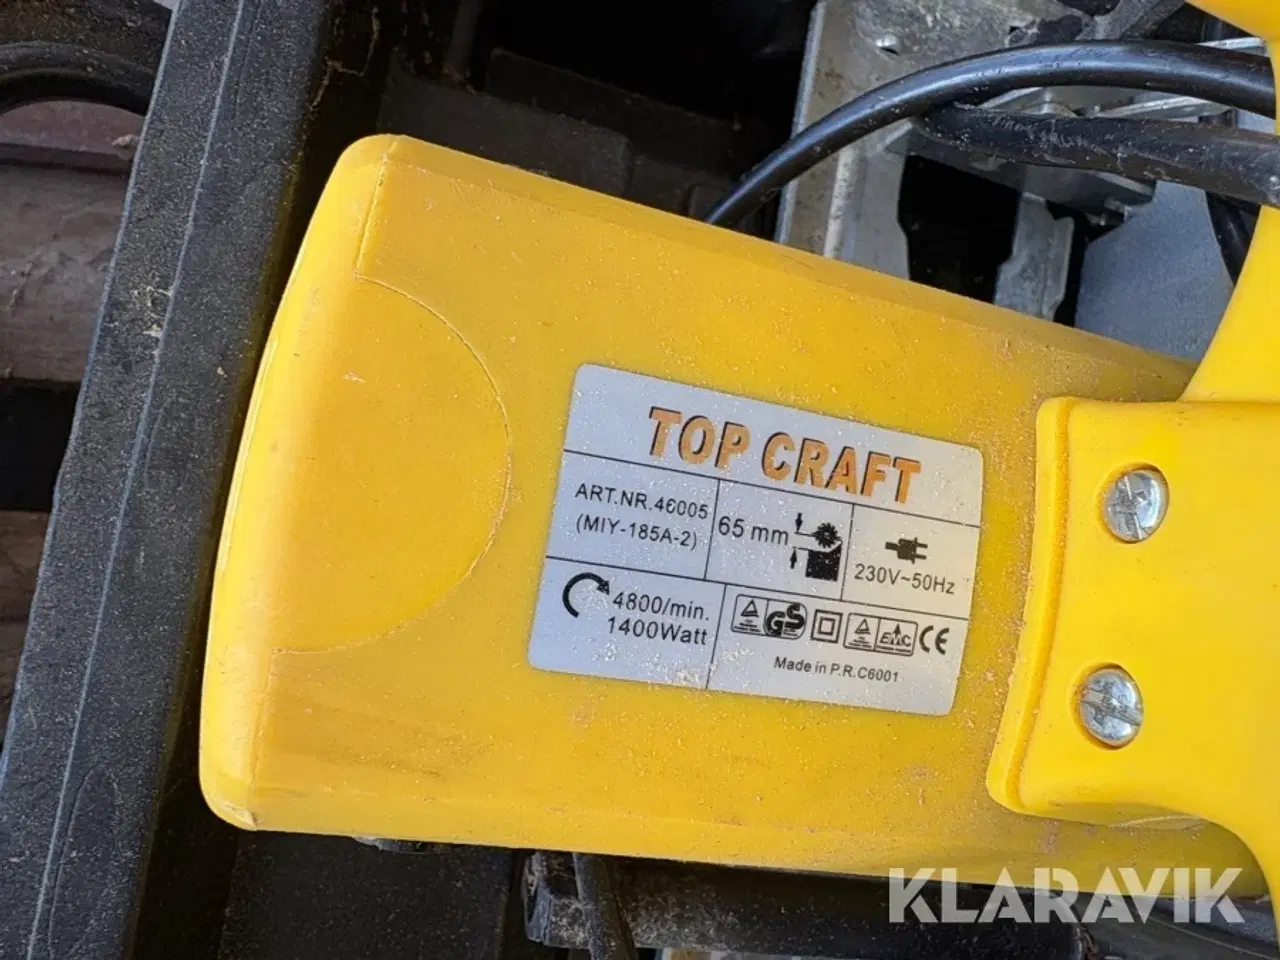 TOP CRAFT
ART.NR.46005
(MIY-185A-2)
65 mm
230V~50Hz
4800/min.
1400Watt
GS
EMC
CE
Made in P.R.C6001
KLARAVIK